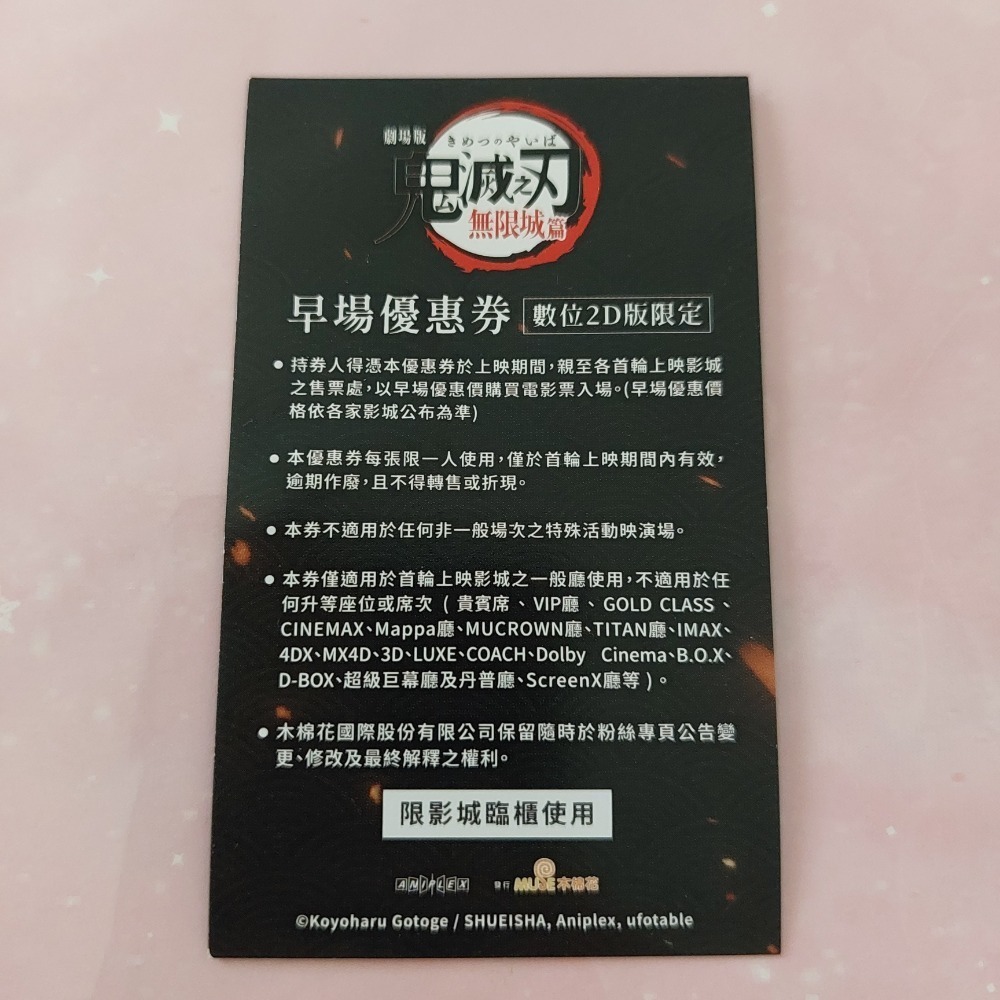 劇場版
きめつのやいば
鬼滅之刃
無限城篇
早場優惠券 數位2D版限定
● 持券人得憑本優惠券於上映期間，親至各首輪上映影城
之售票處，以早場優惠價購買電影票入場。(早場優惠價
格依各家影城公布為準)
● 本優惠券每張限一人使用，僅於首輪上映期間內有效，
逾期作廢，且不得轉售或折現。
● 本券不適用於任何非一般場次之特殊活動映演場。
● 本券僅適用於首輪上映影城之一般廳使用，不適用於任
何升等座位或席次 ( 貴賓席、VIP廳、GOLD CLASS、
CINEMAX、Mappa廳、MUCROWN廳、TITAN廳、IMAX、
4DX、MX4D、3D、LUXE、COACH、Dolby Cinema、B.O.X、
D-BOX、超級巨幕廳及丹普廳、ScreenX廳等 )。
● 木棉花國際股份有限公司保留隨時於粉絲專頁公告變
更、修改及最終解釋之權利。
限影城臨櫃使用
ANIPLEX 發行 MUSE木棉花
©Koyoharu Gotoge / SHUEISHA, Aniplex, ufotable